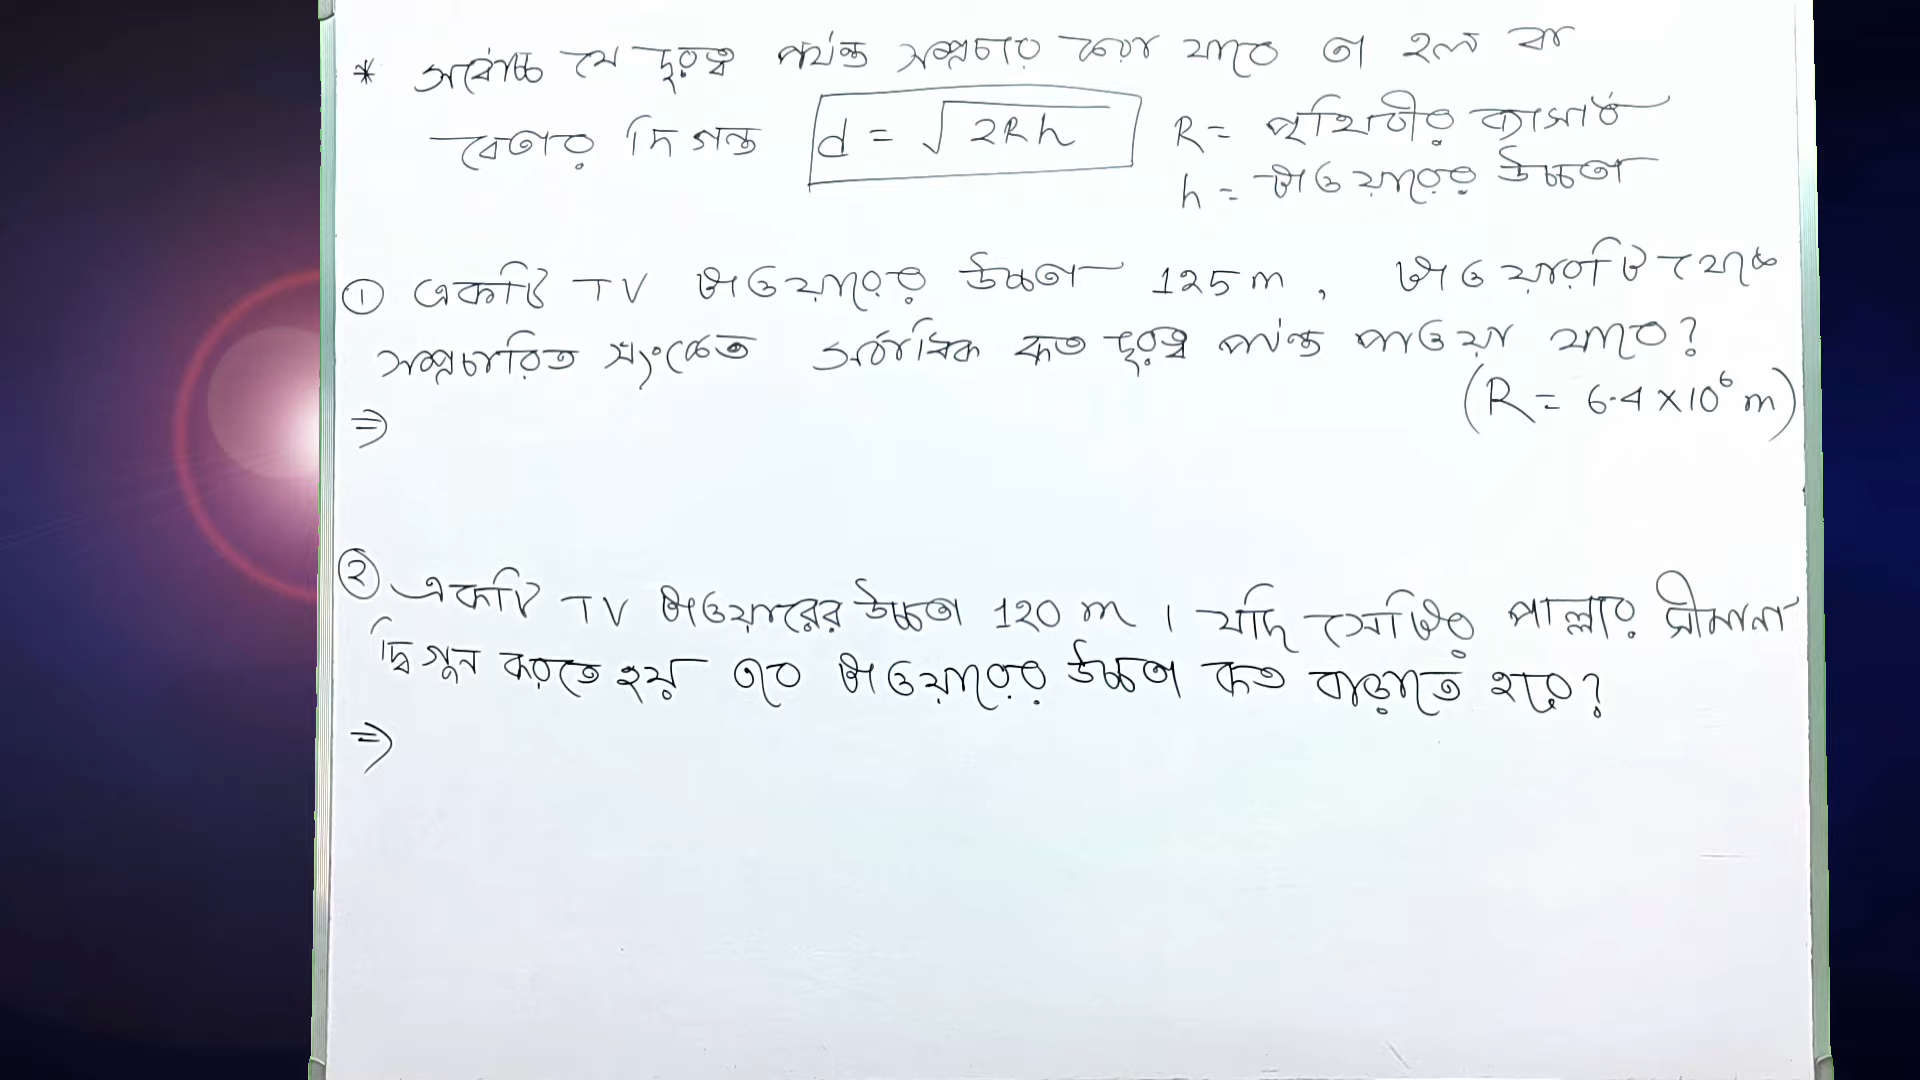 * সর্বোচ্চ যে দূরত্ব পর্যন্ত সম্প্রচার করা যাবে তা হল বা
বেতার দিগন্ত d = √2Rh R = পৃথিবীর ব্যাসার্ধ
h = টাওয়ারের উচ্চতা
① একটি TV টাওয়ারের উচ্চতা 125 m , টাওয়ারটি থেকে
সম্প্রচারিত সংকেত সর্বাধিক কত দূরত্ব পর্যন্ত পাওয়া যাবে?
(R = 6.4 × 10⁶ m)
⇒
② একটি TV টাওয়ারের উচ্চতা 120 m । যদি সেটির পাল্লার সীমানা
দ্বিগুন করতে হয় তবে টাওয়ারের উচ্চতা কত বাড়াতে হবে?
⇒